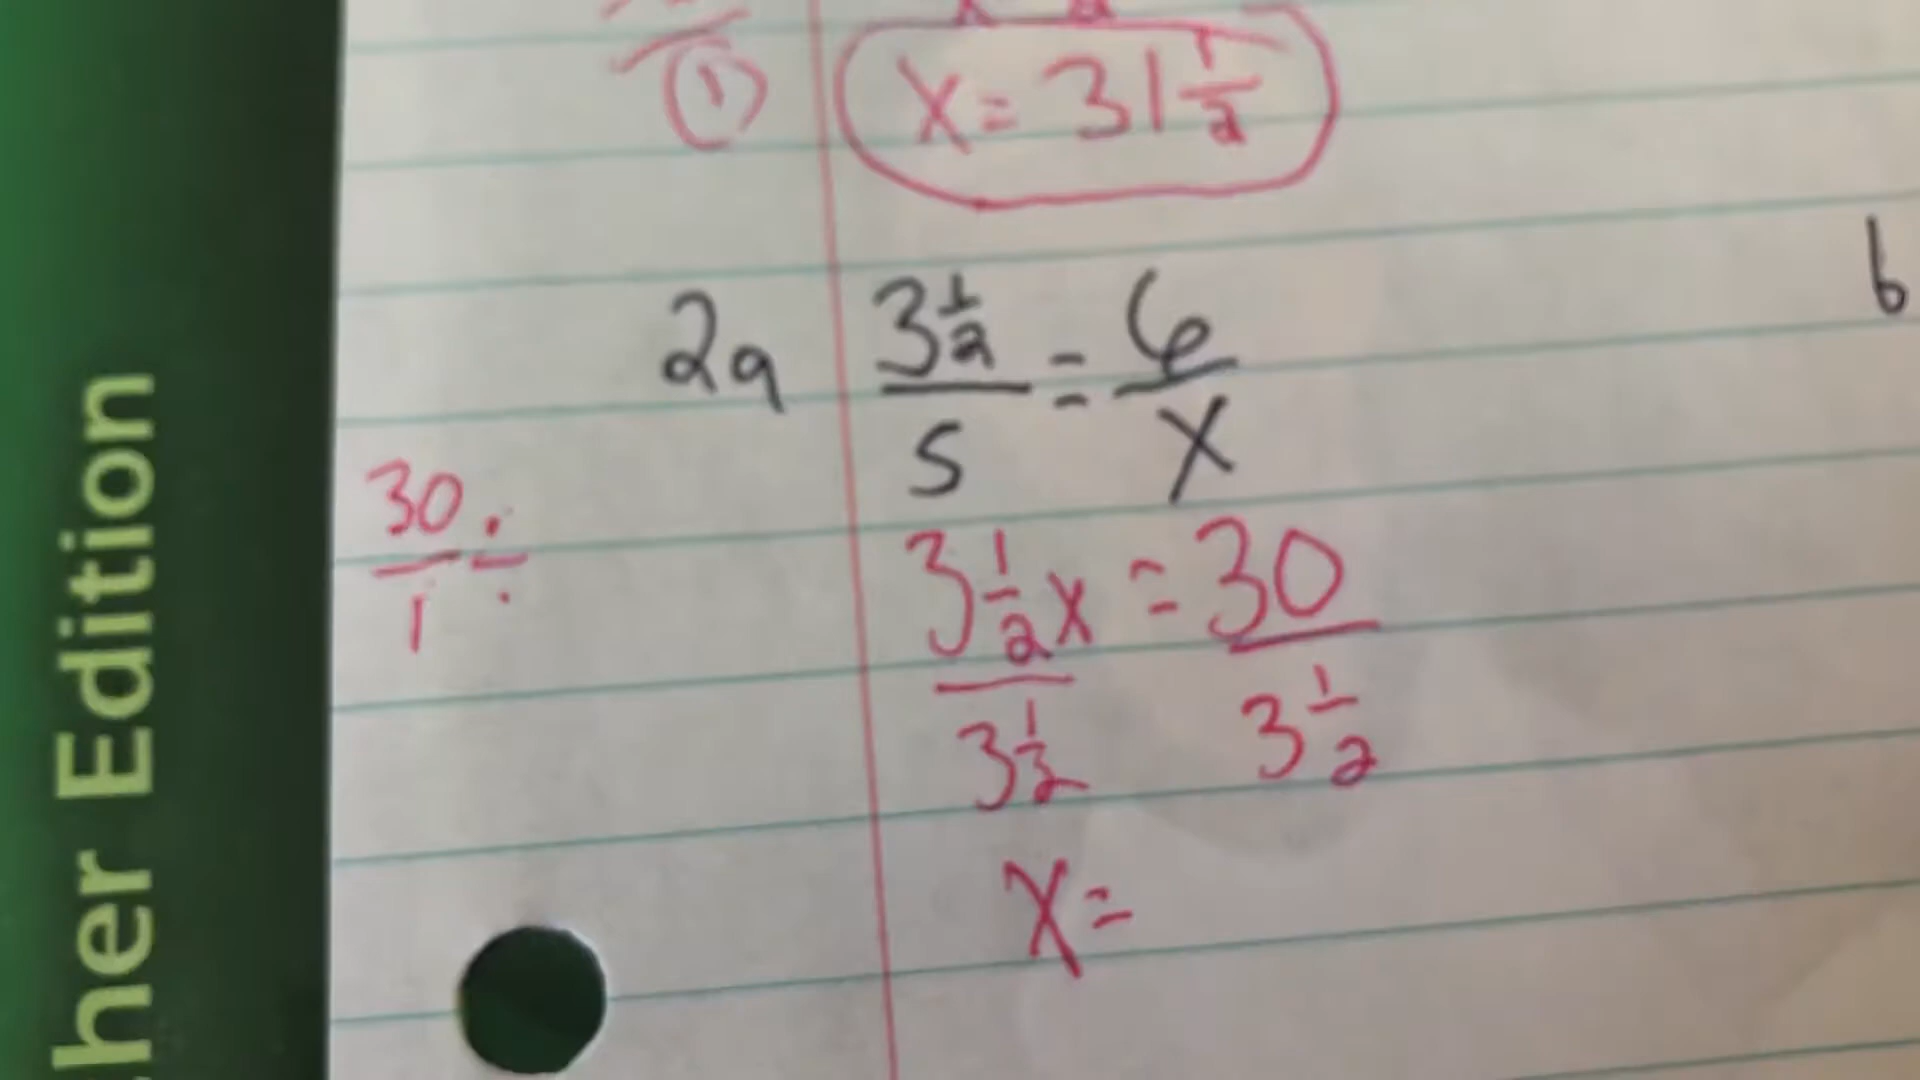 1
x = 31 1/2
2a 3 1/2 / 5 = 6 / x
b
3 1/2 x / 3 1/2 = 30 / 3 1/2
30 / 1 ÷
x =
her Edition